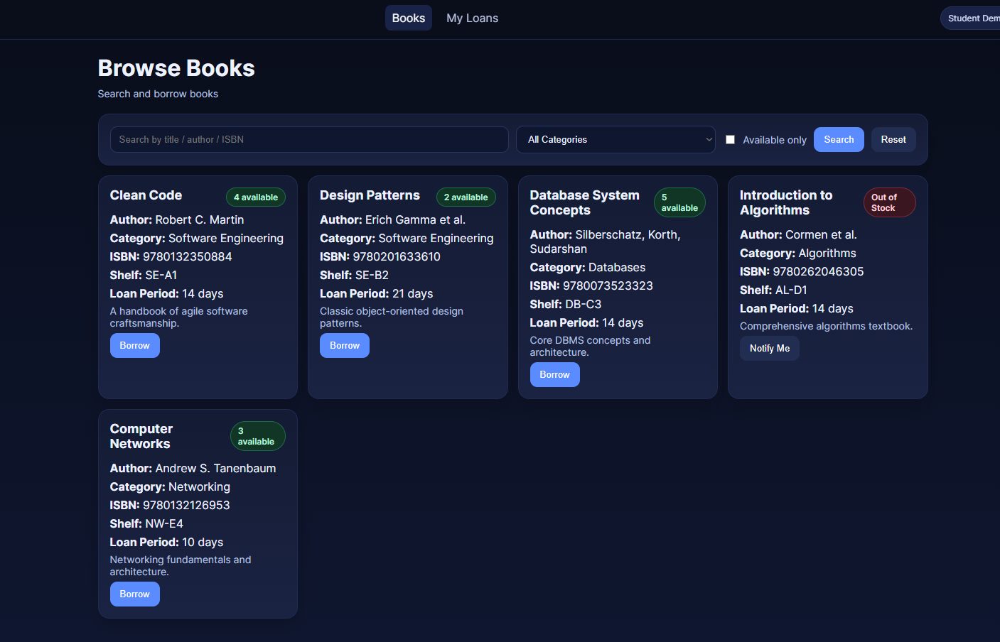 Books
My Loans
Student Dem
Browse Books
Search and borrow books
Search by title / author / ISBN
All Categories
Available only
Search
Reset
Clean Code
4 available
Author: Robert C. Martin
Category: Software Engineering
ISBN: 9780132350884
Shelf: SE-A1
Loan Period: 14 days
A handbook of agile software
craftsmanship.
Borrow
Design Patterns
2 available
Author: Erich Gamma et al.
Category: Software Engineering
ISBN: 9780201633610
Shelf: SE-B2
Loan Period: 21 days
Classic object-oriented design
patterns.
Borrow
Database System
Concepts
5
available
Author: Silberschatz, Korth,
Sudarshan
Category: Databases
ISBN: 9780073523323
Shelf: DB-C3
Loan Period: 14 days
Core DBMS concepts and
architecture.
Borrow
Introduction to
Algorithms
Out of
Stock
Author: Cormen et al.
Category: Algorithms
ISBN: 9780262046305
Shelf: AL-D1
Loan Period: 14 days
Comprehensive algorithms textbook.
Notify Me
Computer
Networks
3
available
Author: Andrew S. Tanenbaum
Category: Networking
ISBN: 9780132126953
Shelf: NW-E4
Loan Period: 10 days
Networking fundamentals and
architecture.
Borrow